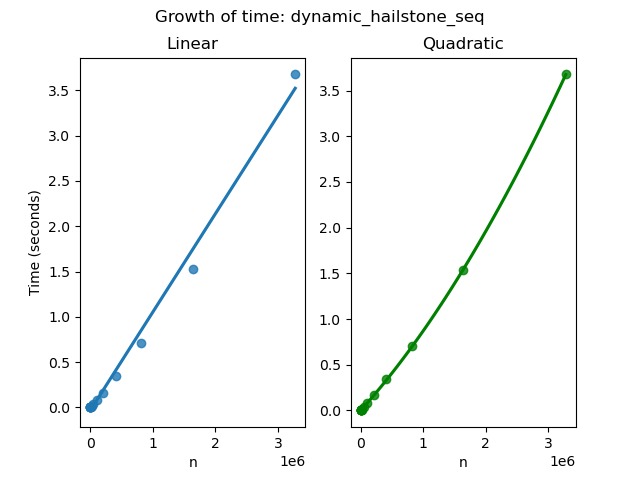 Growth of time: dynamic_hailstone_seq
Linear
Quadratic
Time (seconds)
3.5
3.0
2.5
2.0
1.5
1.0
0.5
0.0
0 1 2 3
1e6
n
3.5
3.0
2.5
2.0
1.5
1.0
0.5
0.0
0 1 2 3
1e6
n